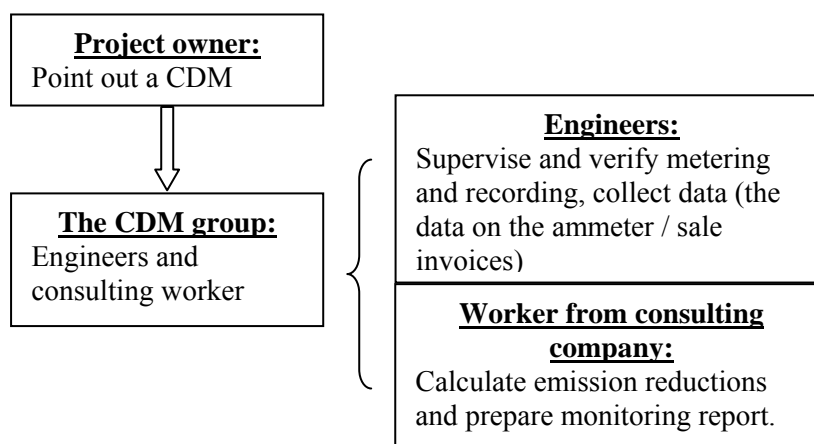 Project owner:
Point out a CDM
The CDM group:
Engineers and
consulting worker
Engineers:
Supervise and verify metering
and recording, collect data (the
data on the ammeter / sale
invoices)
Worker from consulting
company:
Calculate emission reductions
and prepare monitoring report.